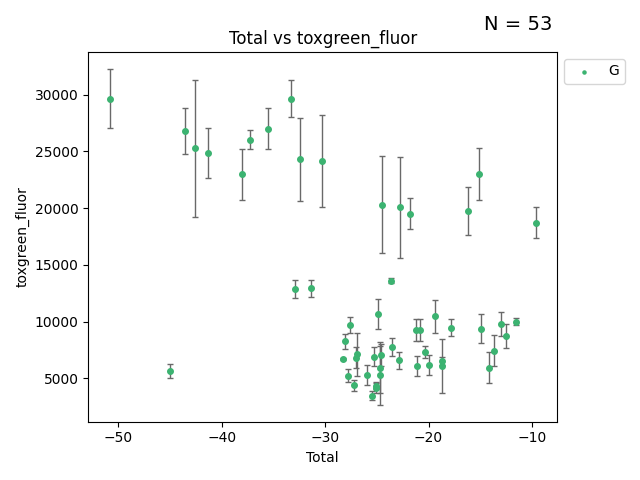 N = 53
Total vs toxgreen_fluor
G
toxgreen_fluor
30000
25000
20000
15000
10000
5000
−50 −40 −30 −20 −10
Total